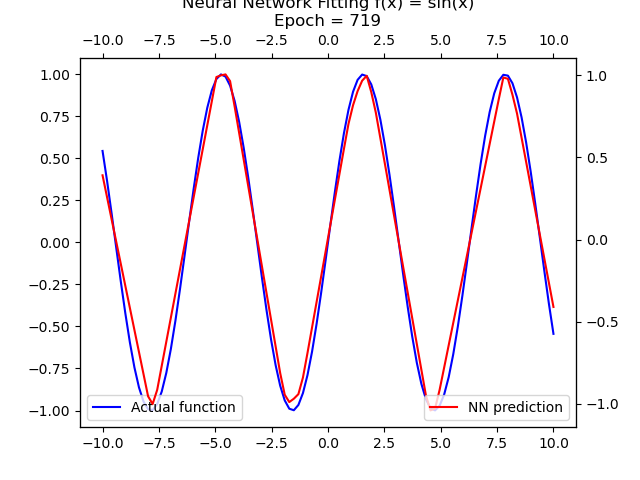 Neural Network Fitting f(x) = sin(x)
Epoch = 719
−10.0 −7.5 −5.0 −2.5 0.0 2.5 5.0 7.5 10.0
1.00
0.75
0.50
0.25
0.00
−0.25
−0.50
−0.75
−1.00
1.0
0.5
0.0
−0.5
−1.0
Actual function
NN prediction
−10.0 −7.5 −5.0 −2.5 0.0 2.5 5.0 7.5 10.0